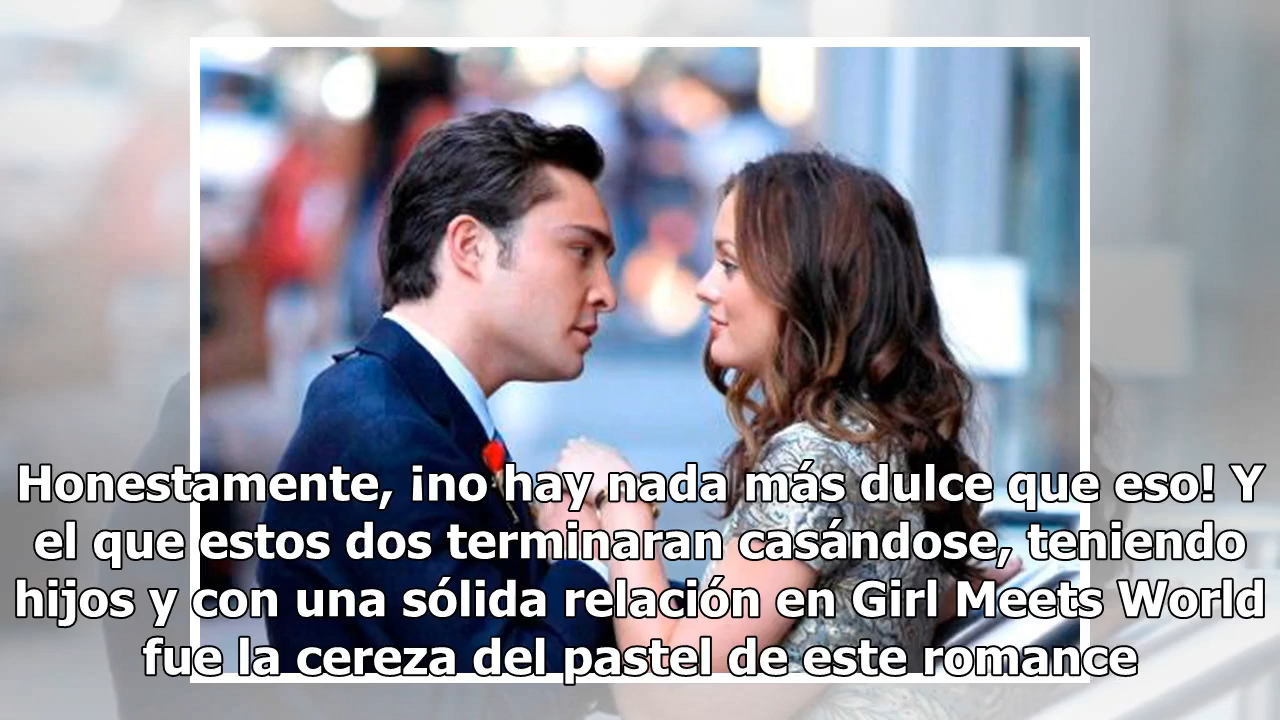 Honestamente, ¡no hay nada más dulce que eso! Y
el que estos dos terminaran casándose, teniendo
hijos y con una sólida relación en Girl Meets World
fue la cereza del pastel de este romance